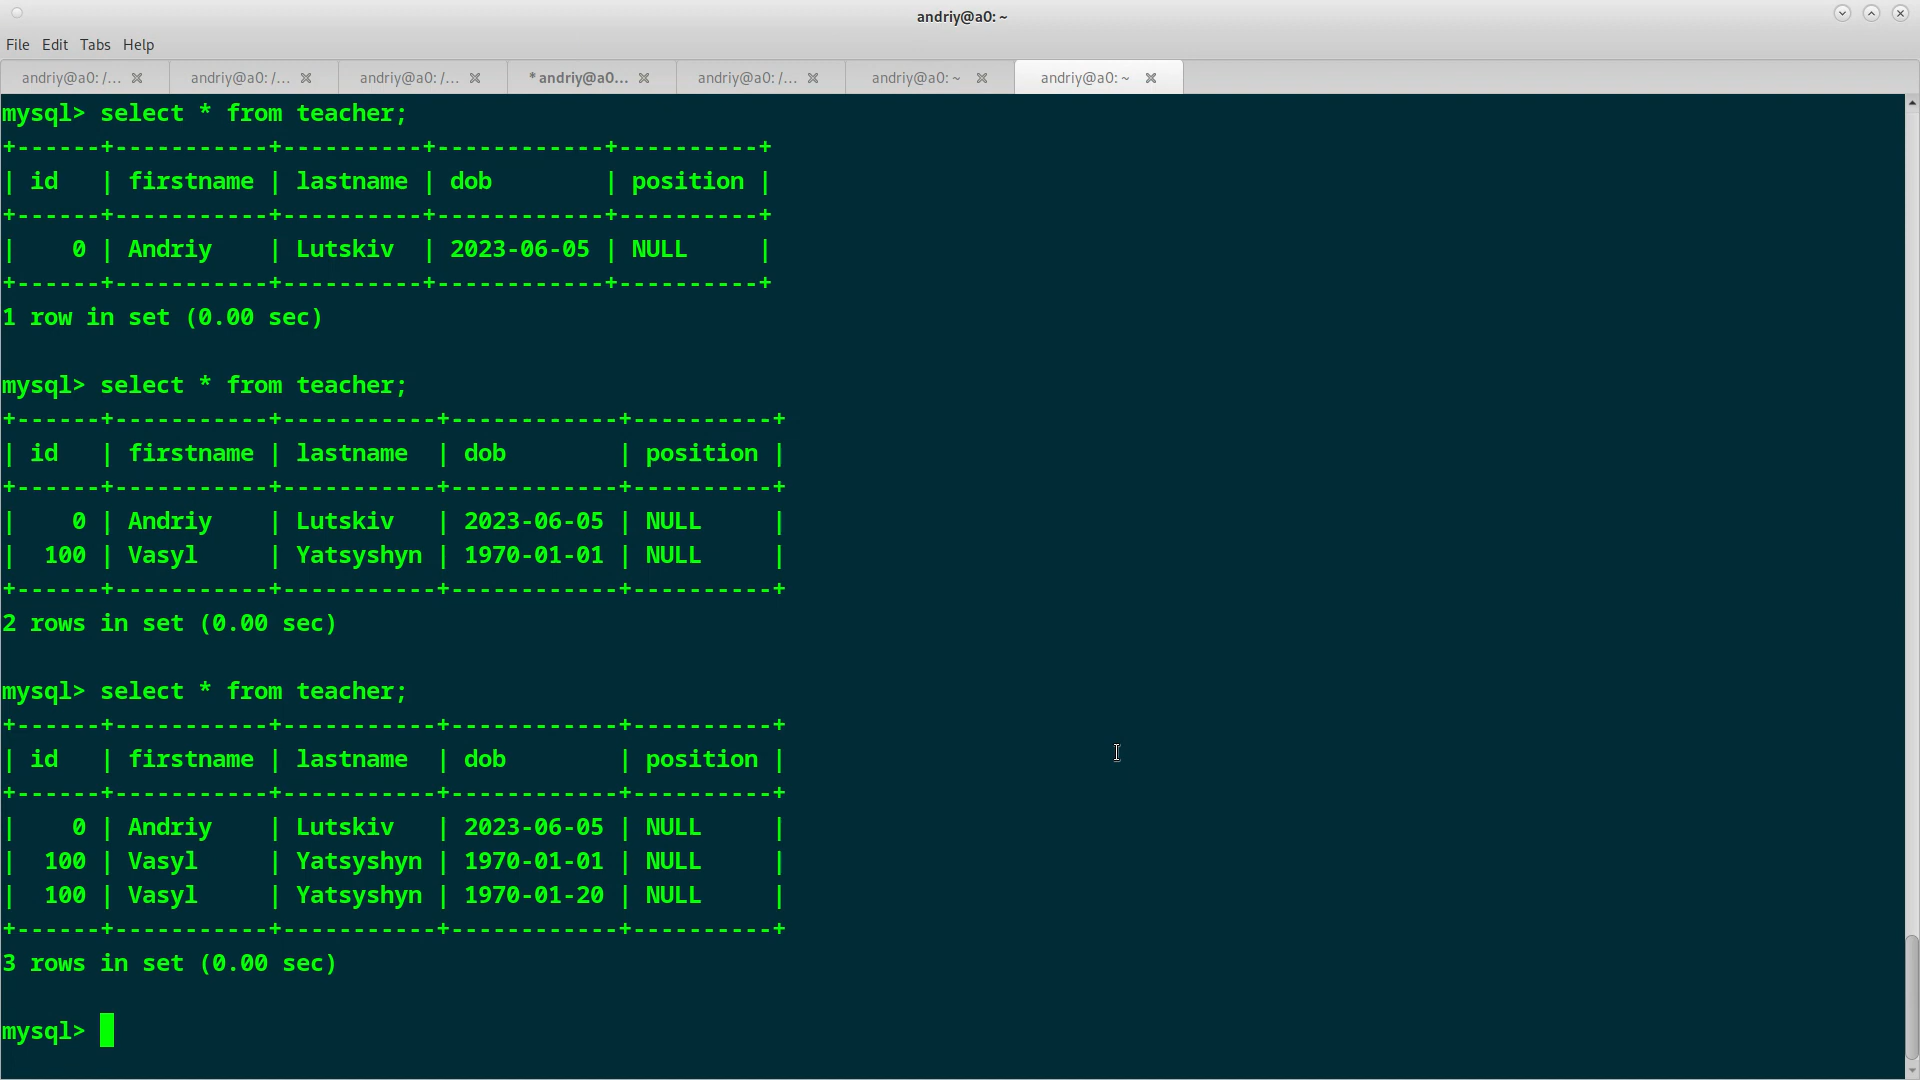 andriy@a0: ~
File Edit Tabs Help
andriy@a0: /... andriy@a0: /... andriy@a0: /... * andriy@a0... andriy@a0: /... andriy@a0: ~ andriy@a0: ~
mysql> select * from teacher;
+------+-----------+----------+------------+----------+
| id   | firstname | lastname | dob        | position |
+------+-----------+----------+------------+----------+
|    0 | Andriy    | Lutskiv  | 2023-06-05 | NULL     |
+------+-----------+----------+------------+----------+
1 row in set (0.00 sec)
mysql> select * from teacher;
+------+-----------+-----------+------------+----------+
| id   | firstname | lastname  | dob        | position |
+------+-----------+-----------+------------+----------+
|    0 | Andriy    | Lutskiv   | 2023-06-05 | NULL     |
|  100 | Vasyl     | Yatsyshyn | 1970-01-01 | NULL     |
+------+-----------+-----------+------------+----------+
2 rows in set (0.00 sec)
mysql> select * from teacher;
+------+-----------+-----------+------------+----------+
| id   | firstname | lastname  | dob        | position |
+------+-----------+-----------+------------+----------+
|    0 | Andriy    | Lutskiv   | 2023-06-05 | NULL     |
|  100 | Vasyl     | Yatsyshyn | 1970-01-01 | NULL     |
|  100 | Vasyl     | Yatsyshyn | 1970-01-20 | NULL     |
+------+-----------+-----------+------------+----------+
3 rows in set (0.00 sec)
mysql>